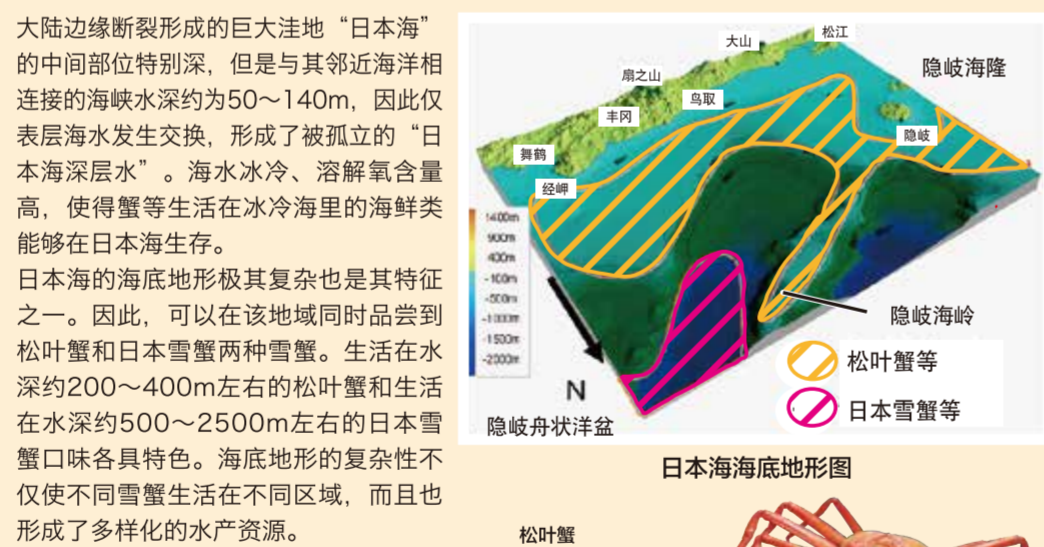 大陆边缘断裂形成的巨大洼地“日本海”
的中间部位特别深，但是与其邻近海洋相
连接的海峡水深约为50～140m，因此仅
表层海水发生交换，形成了被孤立的“日
本海深层水”。海水冰冷、溶解氧含量
高，使得蟹等生活在冰冷海里的海鲜类
能够在日本海生存。
日本海的海底地形极其复杂也是其特征
之一。因此，可以在该地域同时品尝到
松叶蟹和日本雪蟹两种雪蟹。生活在水
深约200～400m左右的松叶蟹和生活
在水深约500～2500m左右的日本雪
蟹口味各具特色。海底地形的复杂性不
仅使不同雪蟹生活在不同区域，而且也
形成了多样化的水产资源。
松江
大山
隐岐海隆
扇之山
鸟取
丰冈
隐岐
舞鹤
经岬
1400m
900m
400m
-100m
-500m
-1000m
-1500m
-2000m
隐岐海岭
N
松叶蟹等
日本雪蟹等
隐岐舟状洋盆
日本海海底地形图
松叶蟹